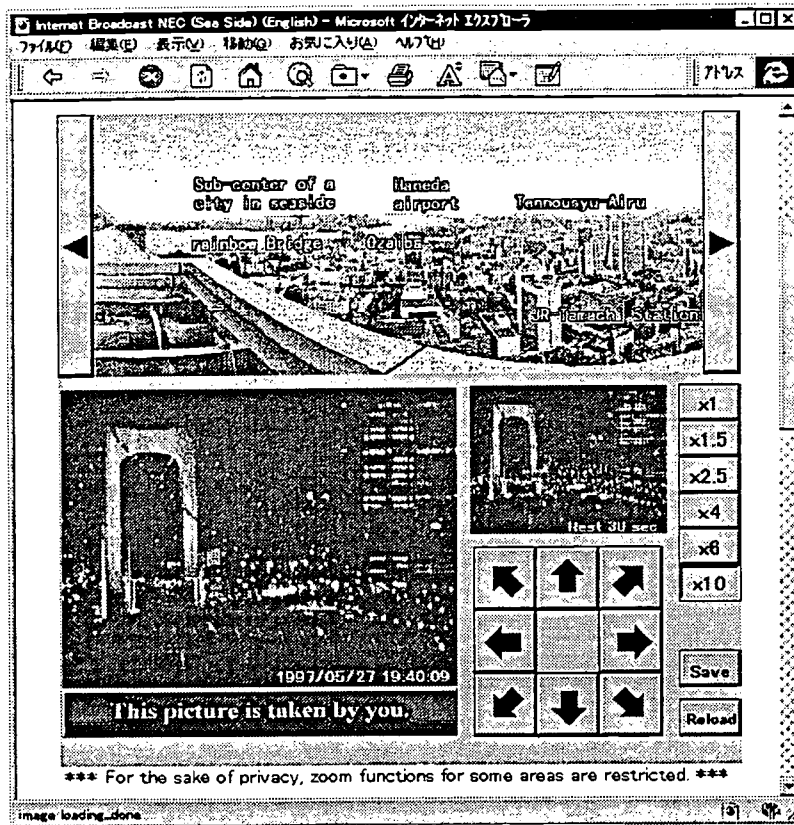 Internet Broadcast NEC (Sea Side) (English) - Microsoft インターネット エクスプローラ
ファイル(F) 編集(E) 表示(V) 移動(G) お気に入り(A) ヘルプ(H)
アドレス
Sub-center of a
city in seaside
Haneda
airport
Tennousyu-Airu
rainbow Bridge
Ozaiba
JR-Tamachi Station
x1
x1.5
x2.5
x4
x6
x10
Rest 30 sec
1997/05/27 19:40:09
Save
This picture is taken by you.
Reload
*** For the sake of privacy, zoom functions for some areas are restricted. ***
image loading_done